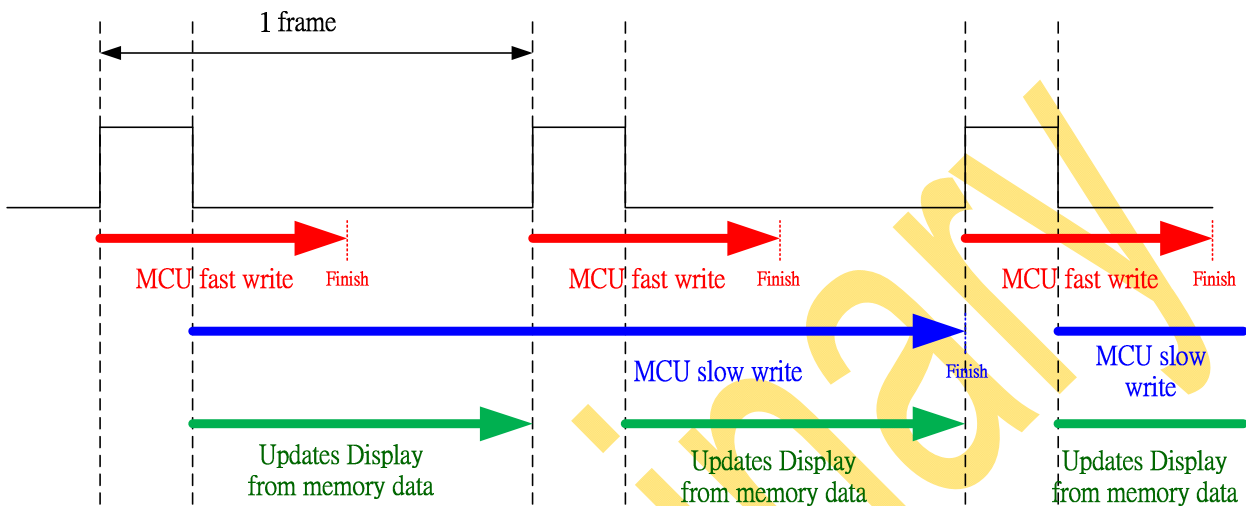 1 frame
MCU fast write
Finish
MCU fast write
Finish
MCU fast write
Finish
MCU slow write
Finish
MCU slow
write
Updates Display
from memory data
Updates Display
from memory data
Updates Display
from memory data
inary